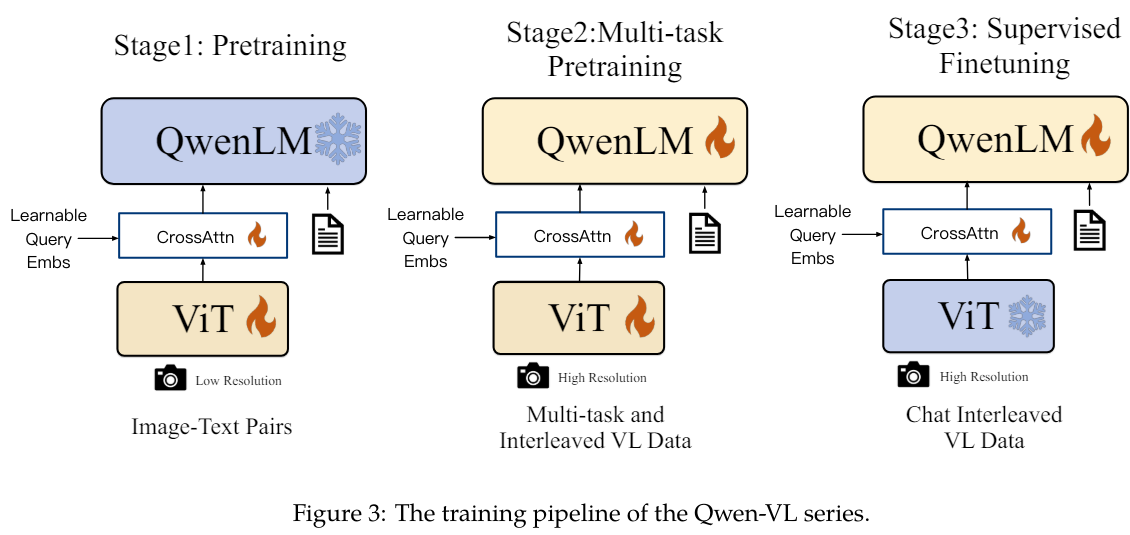 Stage1: Pretraining
QwenLM
Learnable
Query
Embs
CrossAttn
ViT
Low Resolution
Image-Text Pairs
Stage2:Multi-task
Pretraining
QwenLM
Learnable
Query
Embs
CrossAttn
ViT
High Resolution
Multi-task and
Interleaved VL Data
Stage3: Supervised
Finetuning
QwenLM
Learnable
Query
Embs
CrossAttn
ViT
High Resolution
Chat Interleaved
VL Data
Figure 3: The training pipeline of the Qwen-VL series.